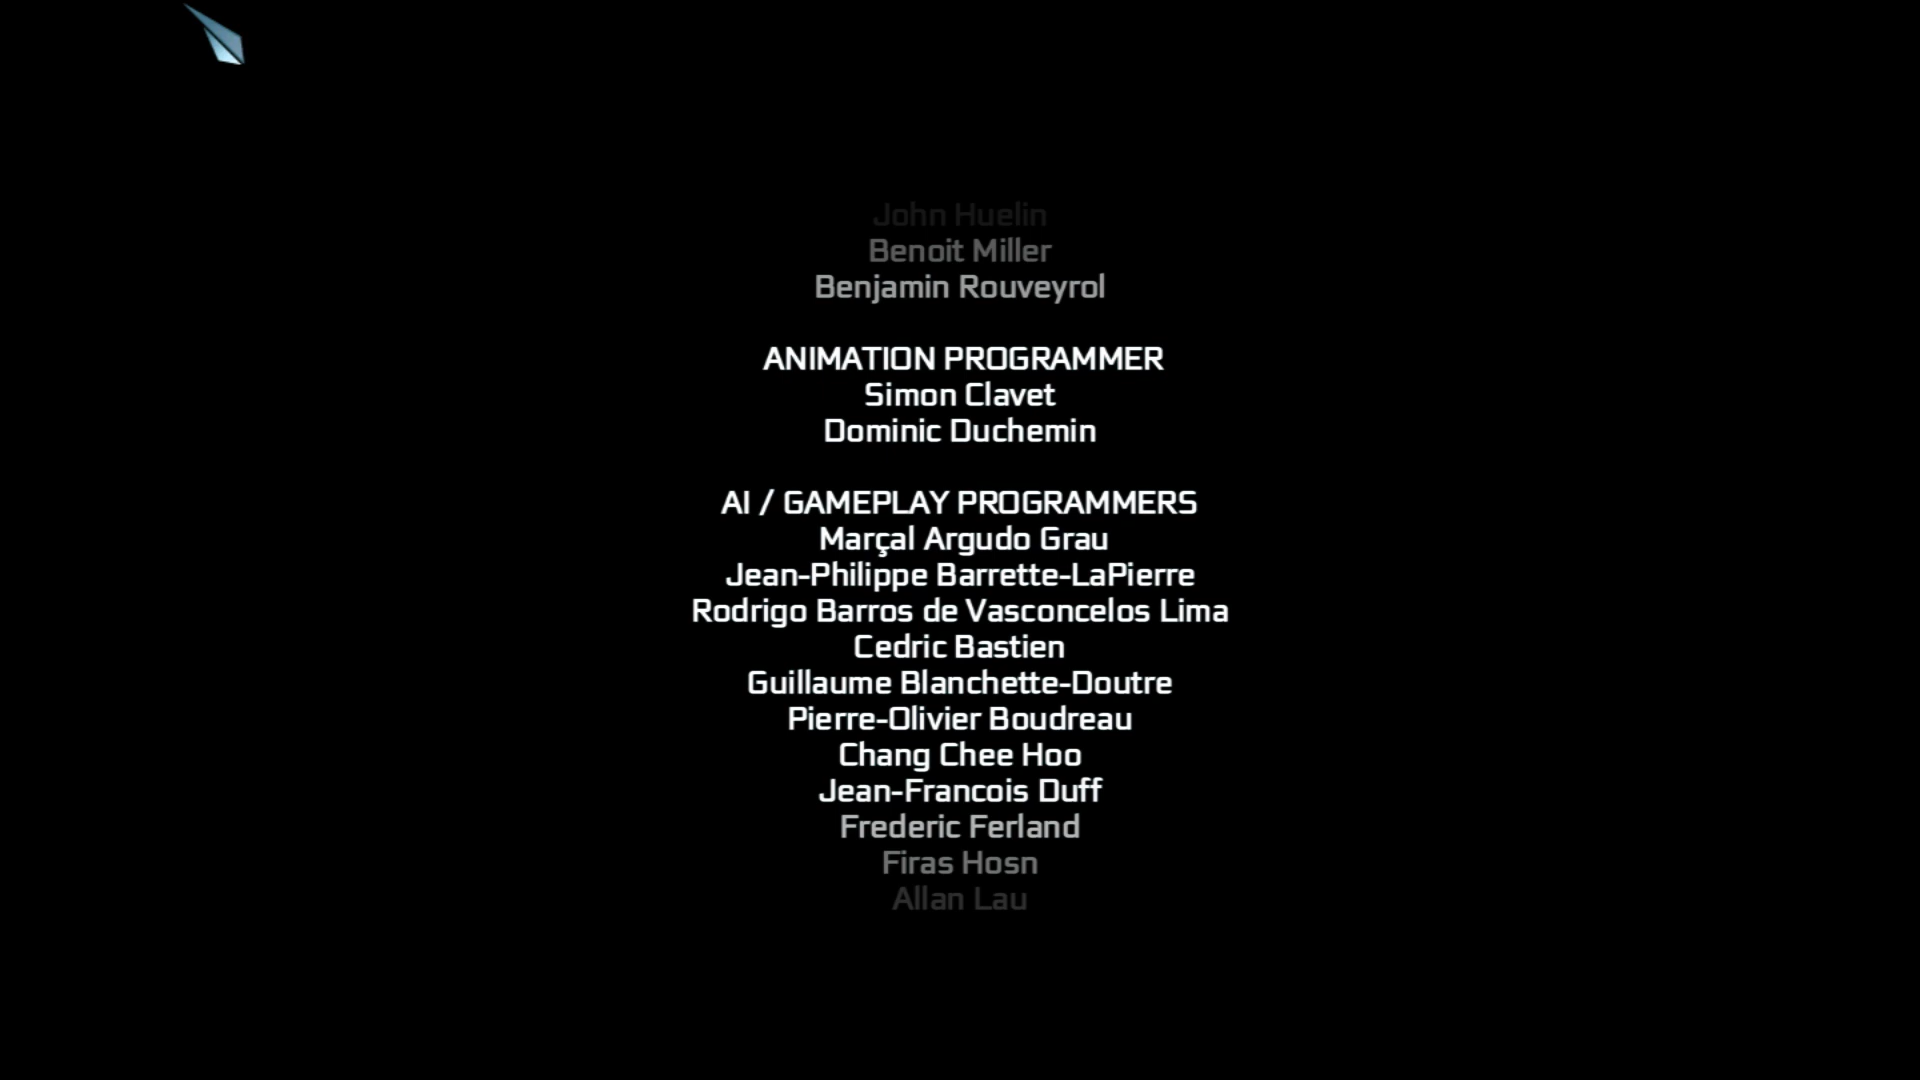 John Huelin
Benoit Miller
Benjamin Rouveyrol
ANIMATION PROGRAMMER
Simon Clavet
Dominic Duchemin
AI / GAMEPLAY PROGRAMMERS
Marçal Argudo Grau
Jean-Philippe Barrette-LaPierre
Rodrigo Barros de Vasconcelos Lima
Cedric Bastien
Guillaume Blanchette-Doutre
Pierre-Olivier Boudreau
Chang Chee Hoo
Jean-Francois Duff
Frederic Ferland
Firas Hosn
Allan Lau